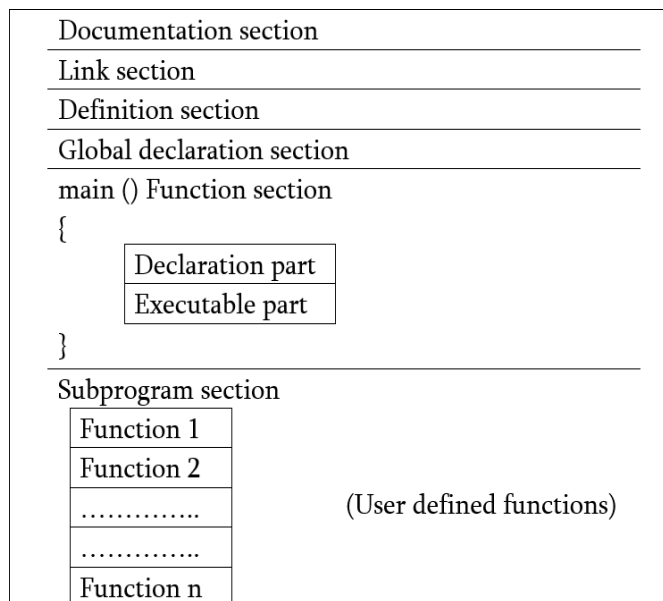 Documentation section
Link section
Definition section
Global declaration section
main () Function section
{
Declaration part
Executable part
}
Subprogram section
Function 1
Function 2
…………..
(User defined functions)
…………..
Function n